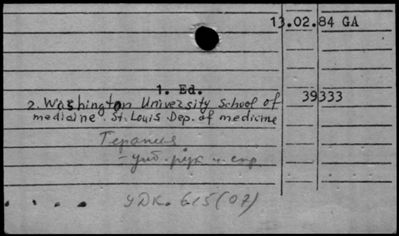 13.02.84 GA
1. Ed.
2. Washington University School of 39333
medicine. St. Louis Dep. of medicine
Терапия.
УДК. 615(07)